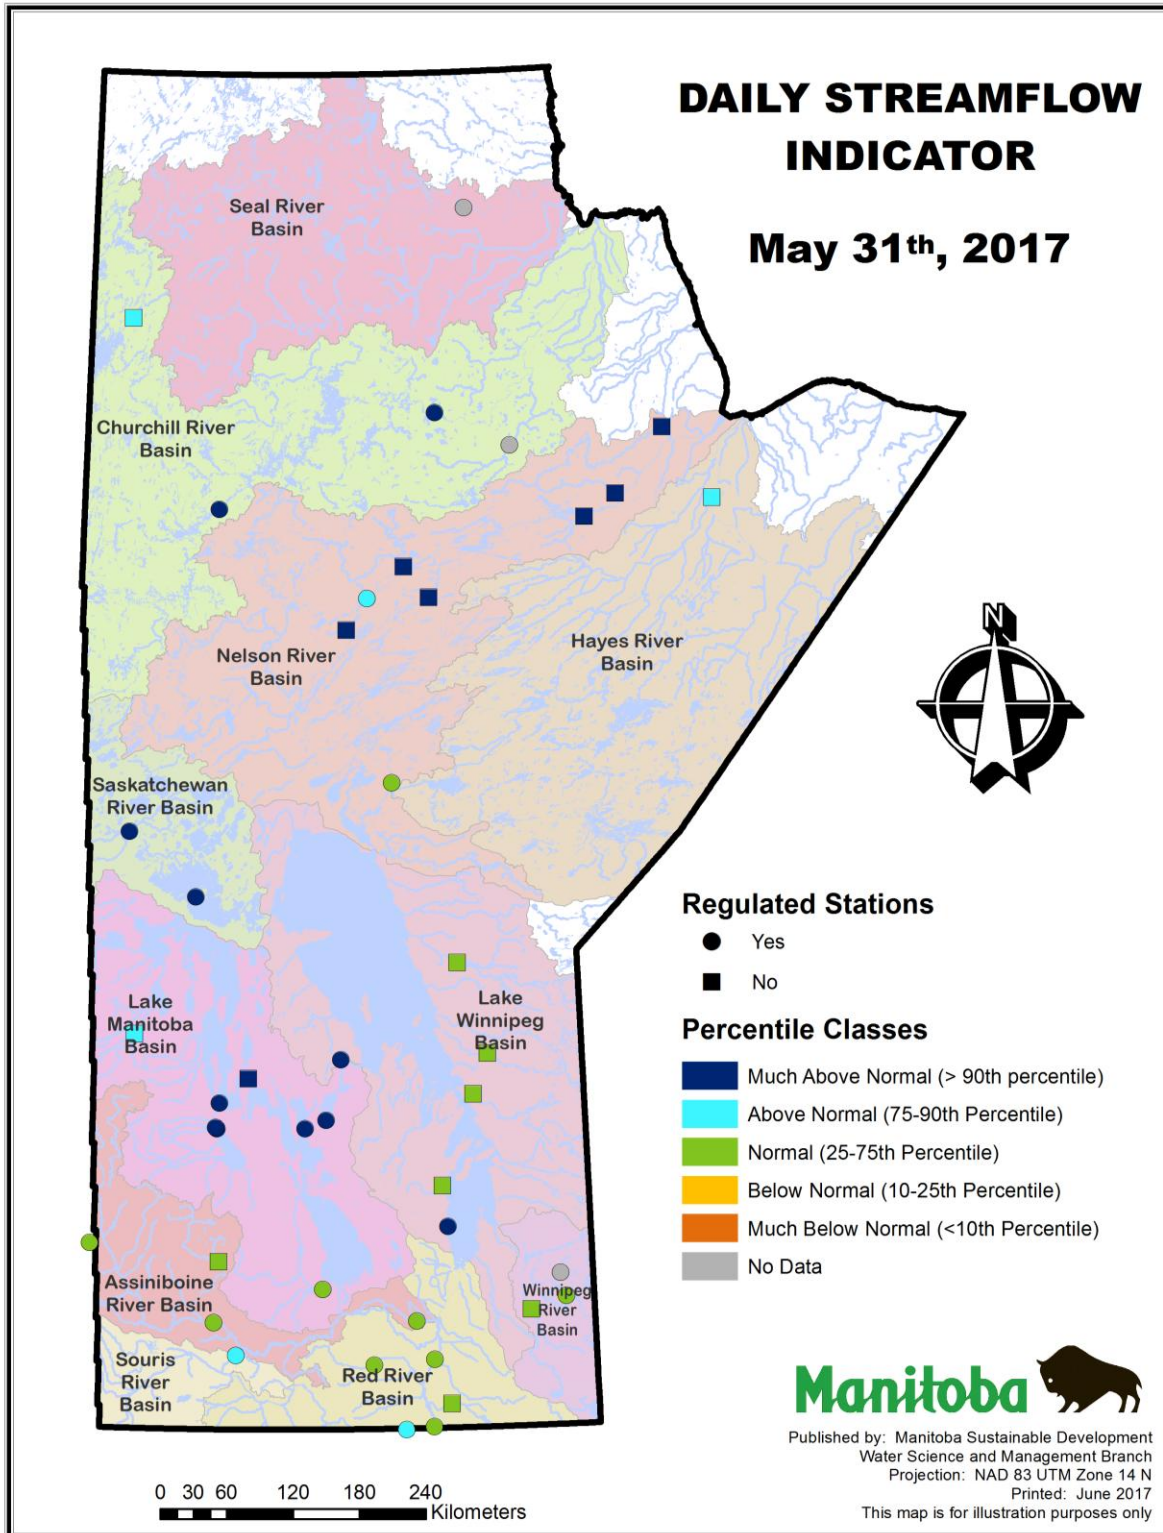 DAILY STREAMFLOW
INDICATOR
May 31th, 2017
Seal River
Basin
Churchill River
Basin
N
Hayes River
Basin
Nelson River
Basin
Saskatchewan
River Basin
Regulated Stations
Yes
No
Lake
Manitoba
Basin
Lake
Winnipeg
Basin
Percentile Classes
Much Above Normal (> 90th percentile)
Above Normal (75-90th Percentile)
Normal (25-75th Percentile)
Below Normal (10-25th Percentile)
Much Below Normal (<10th Percentile)
No Data
Assiniboine
River Basin
Winnipeg
River
Basin
Souris
River
Basin
Red River
Basin
Manitoba
Published by: Manitoba Sustainable Development
Water Science and Management Branch
Projection: NAD 83 UTM Zone 14 N
Printed: June 2017
This map is for illustration purposes only
0 30 60 120 180 240
Kilometers